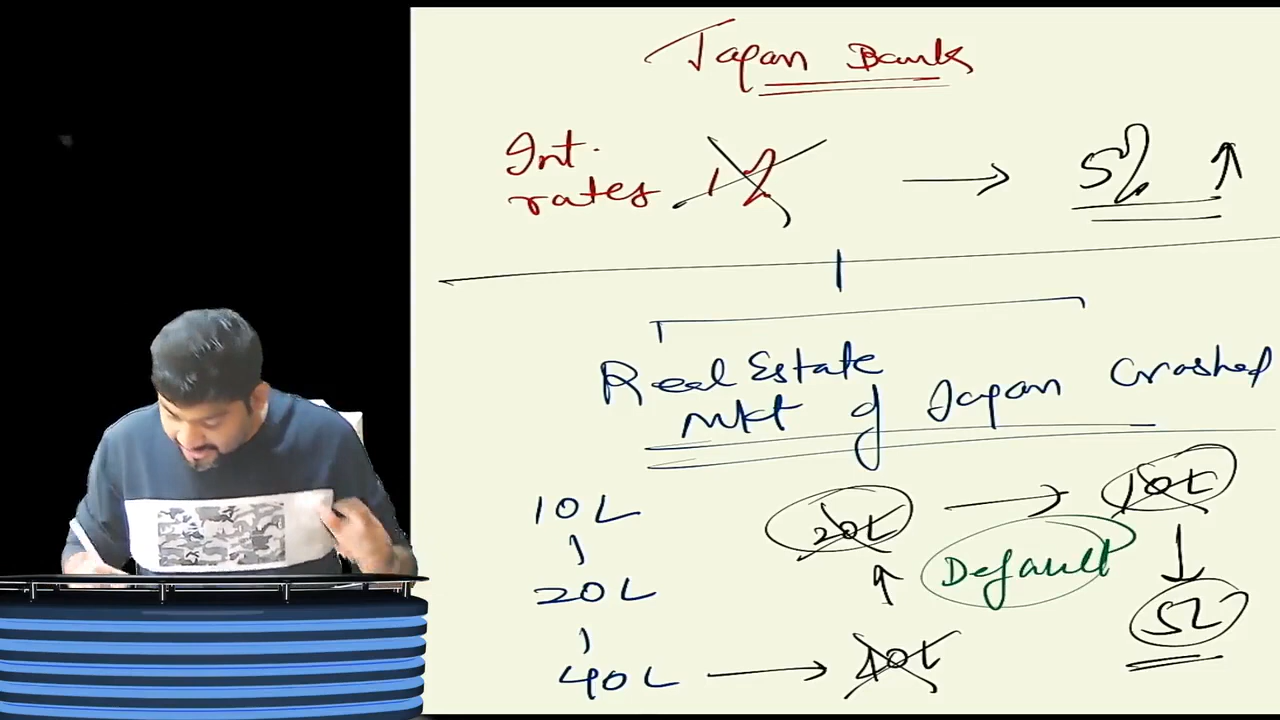 Japan Bank
Int. rates 1% → 5% ↑
Real Estate Mkt of Japan Crashed
10L
20L
40L → 40L
↑
20L → 10L
↓
5L
Default